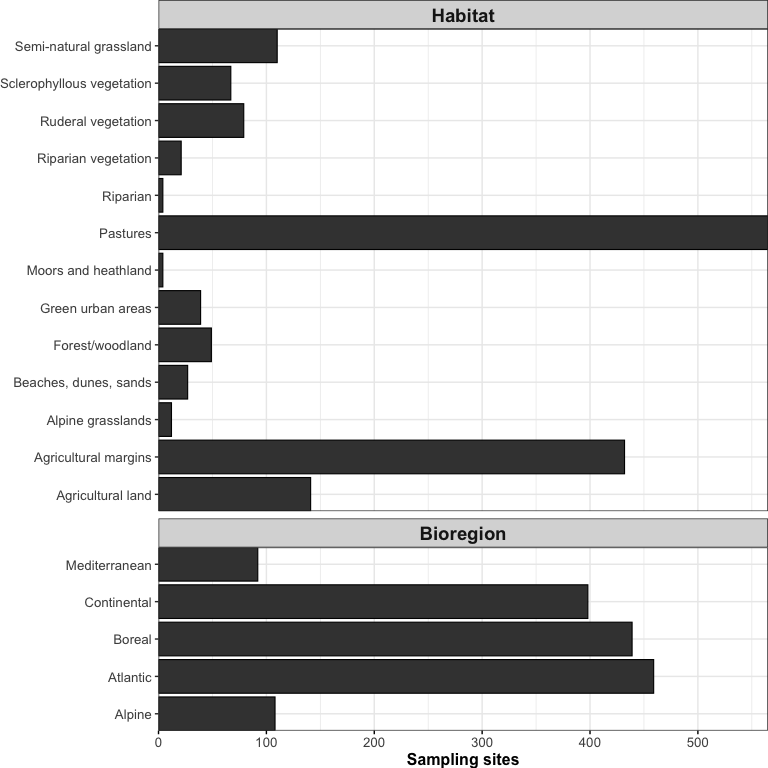 Habitat
Semi-natural grassland
Sclerophyllous vegetation
Ruderal vegetation
Riparian vegetation
Riparian
Pastures
Moors and heathland
Green urban areas
Forest/woodland
Beaches, dunes, sands
Alpine grasslands
Agricultural margins
Agricultural land
Bioregion
Mediterranean
Continental
Boreal
Atlantic
Alpine
0 100 200 300 400 500
Sampling sites